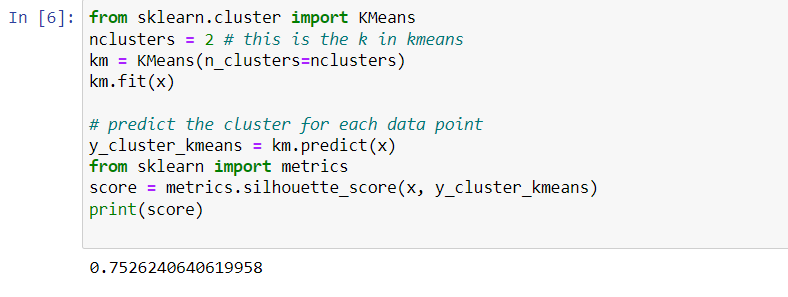 In [6]: from sklearn.cluster import KMeans
nclusters = 2 # this is the k in kmeans
km = KMeans(n_clusters=nclusters)
km.fit(x)
# predict the cluster for each data point
y_cluster_kmeans = km.predict(x)
from sklearn import metrics
score = metrics.silhouette_score(x, y_cluster_kmeans)
print(score)
0.7526240640619958